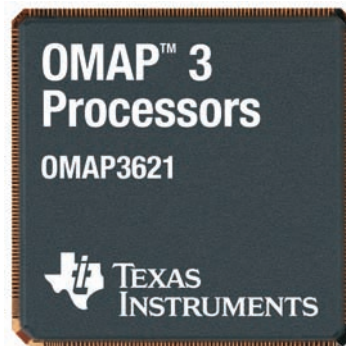 OMAP™ 3
Processors
OMAP3621
TEXAS
INSTRUMENTS